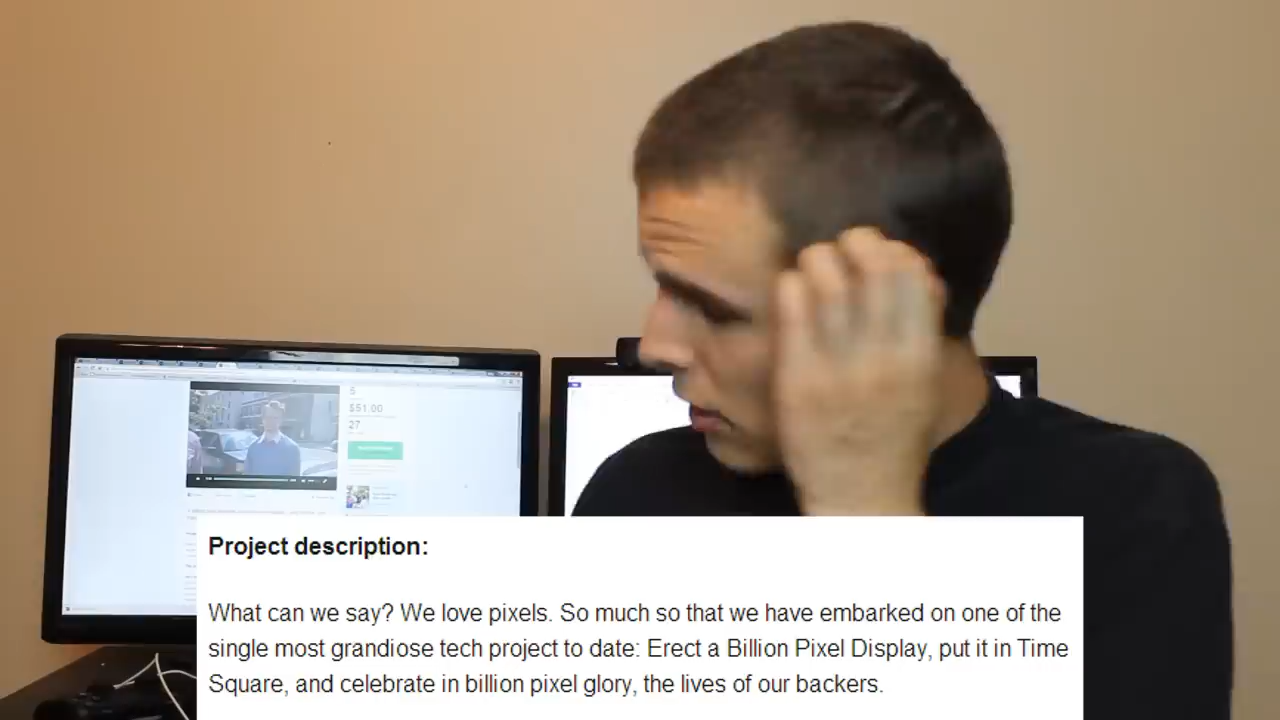 5
$51.00
27
Project description:
What can we say? We love pixels. So much so that we have embarked on one of the
single most grandiose tech project to date: Erect a Billion Pixel Display, put it in Time
Square, and celebrate in billion pixel glory, the lives of our backers.